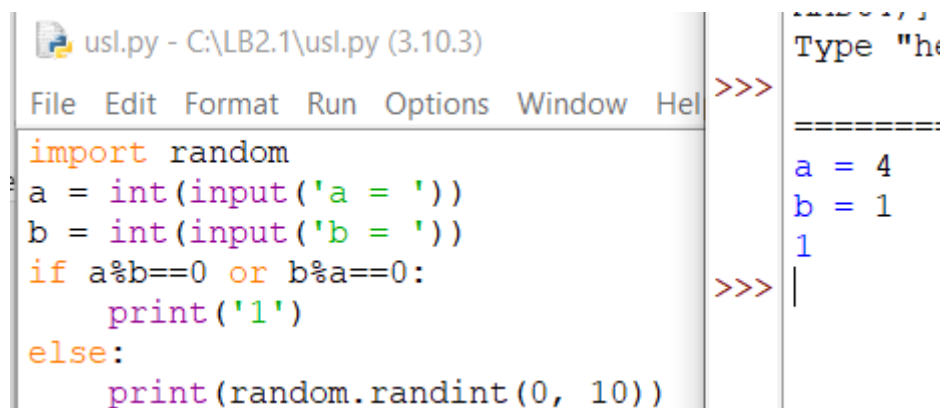 usl.py - C:\LB2.1\usl.py (3.10.3)
File Edit Format Run Options Window
import random
a = int(input('a = '))
b = int(input('b = '))
if a%b==0 or b%a==0:
    print('1')
else:
    print(random.randint(0, 10))
Type "he
>>>
==========
a = 4
b = 1
1
>>>